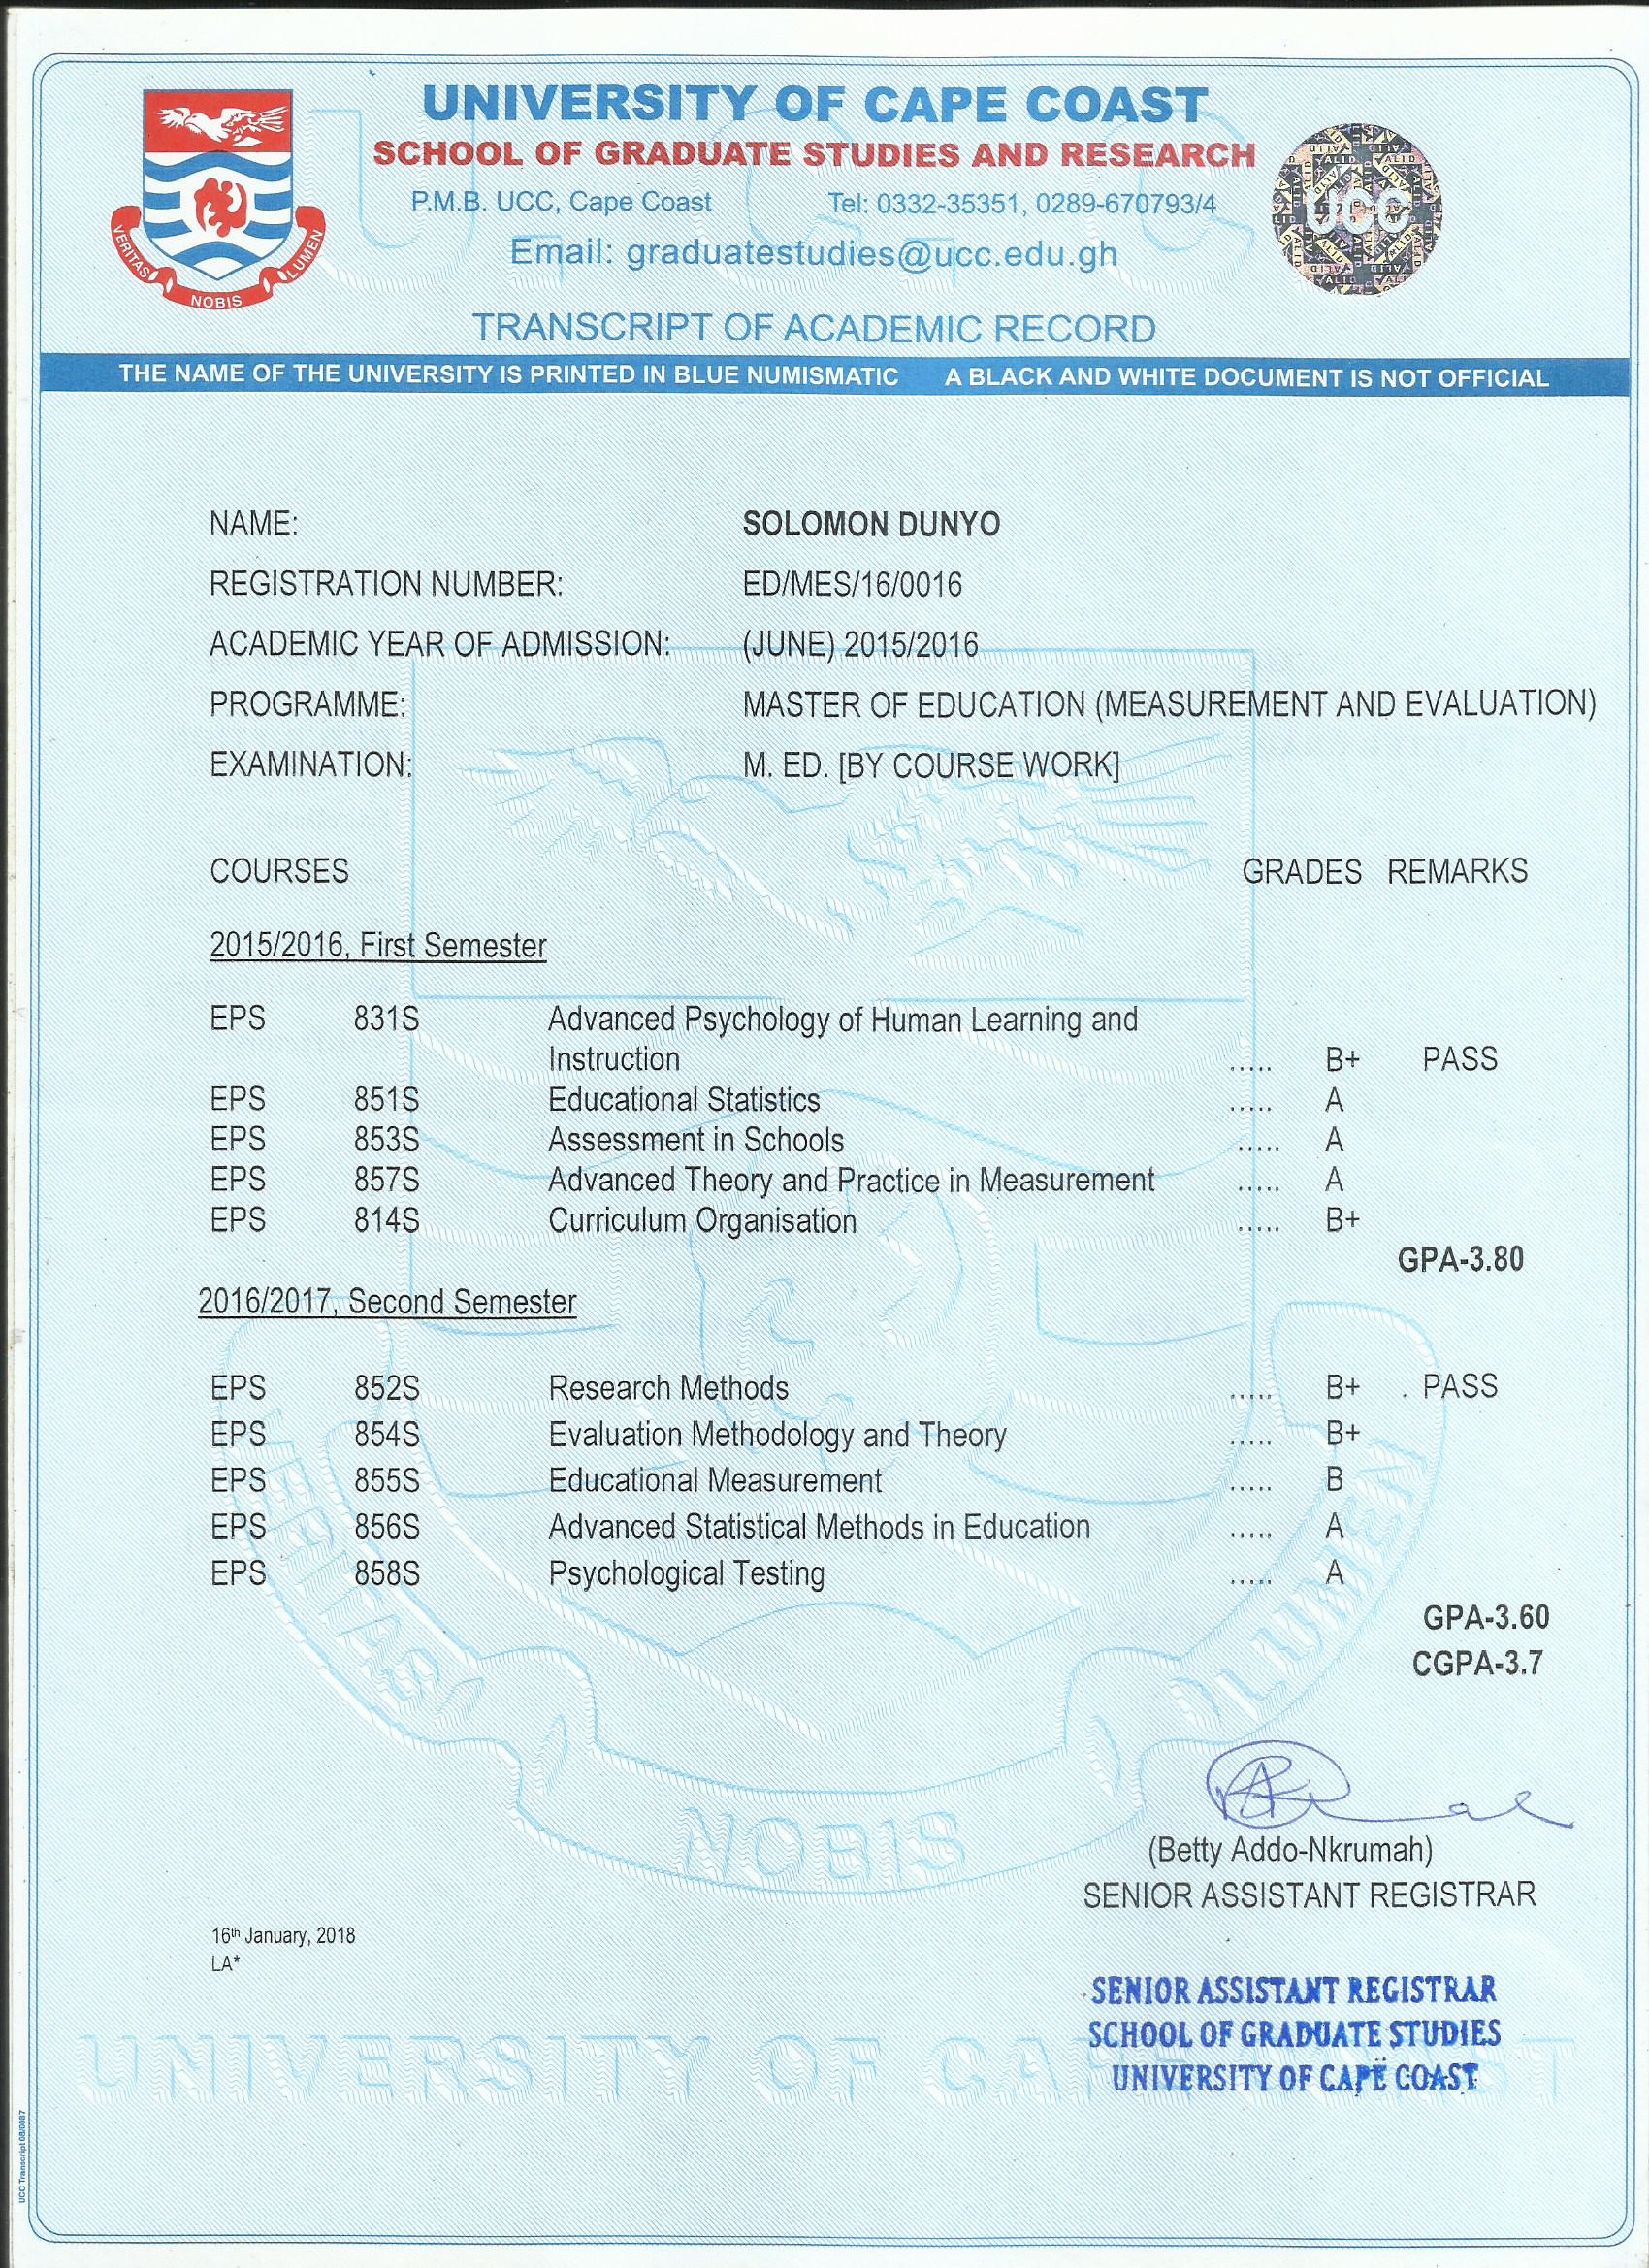 UNIVERSITY OF CAPE COAST
SCHOOL OF GRADUATE STUDIES AND RESEARCH
P.M.B. UCC, Cape Coast Tel: 0332-35351, 0289-670793/4
Email: graduatestudies@ucc.edu.gh
VERITAS NOBIS LUMEN
UCC
VALID
TRANSCRIPT OF ACADEMIC RECORD
THE NAME OF THE UNIVERSITY IS PRINTED IN BLUE NUMISMATIC A BLACK AND WHITE DOCUMENT IS NOT OFFICIAL
NAME: SOLOMON DUNYO
REGISTRATION NUMBER: ED/MES/16/0016
ACADEMIC YEAR OF ADMISSION: (JUNE) 2015/2016
PROGRAMME: MASTER OF EDUCATION (MEASUREMENT AND EVALUATION)
EXAMINATION: M. ED. [BY COURSE WORK]
COURSES GRADES REMARKS
2015/2016, First Semester
EPS 831S Advanced Psychology of Human Learning and
Instruction ..... B+ PASS
EPS 851S Educational Statistics ..... A
EPS 853S Assessment in Schools ..... A
EPS 857S Advanced Theory and Practice in Measurement ..... A
EPS 814S Curriculum Organisation ..... B+
GPA-3.80
2016/2017, Second Semester
EPS 852S Research Methods ..... B+ . PASS
EPS 854S Evaluation Methodology and Theory ..... B+
EPS 855S Educational Measurement ..... B
EPS 856S Advanced Statistical Methods in Education ..... A
EPS 858S Psychological Testing ..... A
GPA-3.60
CGPA-3.7
VERITAS NOBIS LUMEN
(Betty Addo-Nkrumah)
SENIOR ASSISTANT REGISTRAR
16th January, 2018
LA*
SENIOR ASSISTANT REGISTRAR
SCHOOL OF GRADUATE STUDIES
UNIVERSITY OF CAPE COAST
UNIVERSITY OF CAPE COAST
UCC Transcript 08/0087